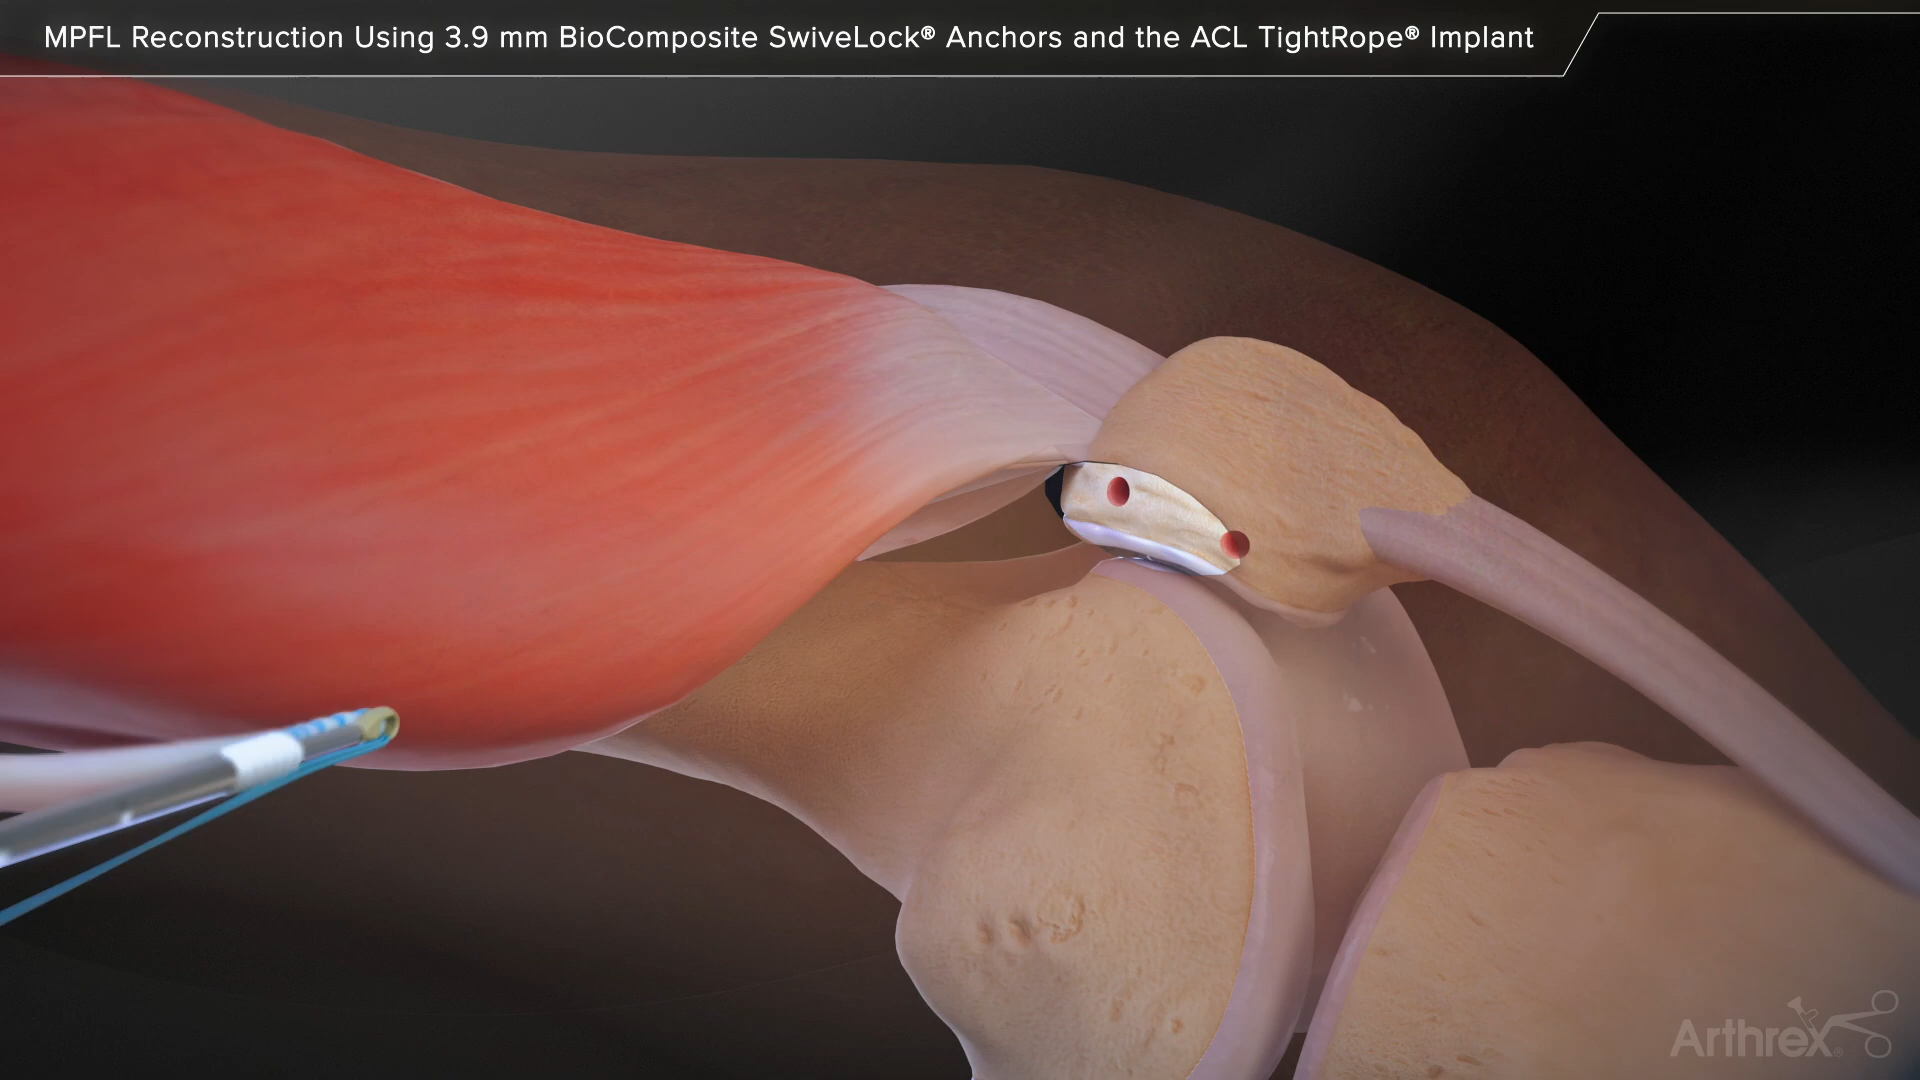 MPFL Reconstruction Using 3.9 mm BioComposite SwiveLock® Anchors and the ACL TightRope® Implant
Arthrex®